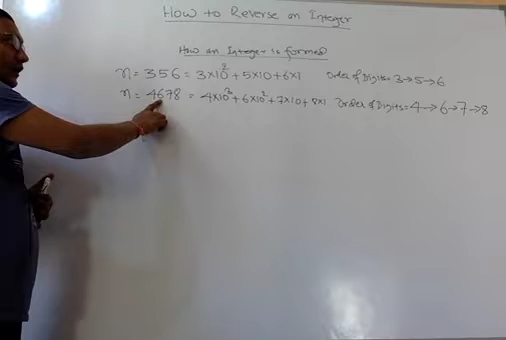 How to Reverse an Integer
How an Integer is formed
n = 356 = 3×10² + 5×10 + 6×1 Order of Digits = 3→5→6
n = 4678 = 4×10³ + 6×10² + 7×10 + 8×1 Order of Digits = 4→6→7→8